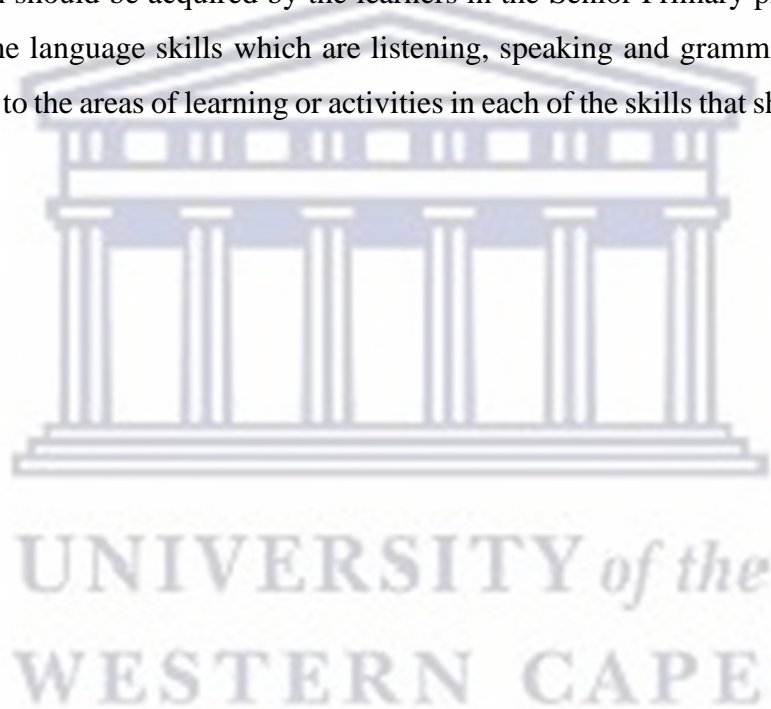 should be acquired by the learners in the Senior Primary
he language skills which are listening, speaking and gramm
to the areas of learning or activities in each of the skills that
UNIVERSITY of the
WESTERN CAPE